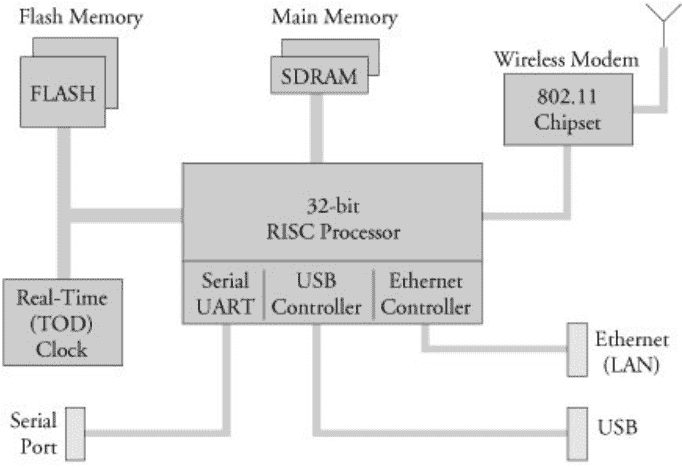 Flash Memory
FLASH
Main Memory
SDRAM
Wireless Modem
802.11
Chipset
32-bit
RISC Processor
Serial
UART
USB
Controller
Ethernet
Controller
Real-Time
(TOD)
Clock
Ethernet
(LAN)
Serial
Port
USB